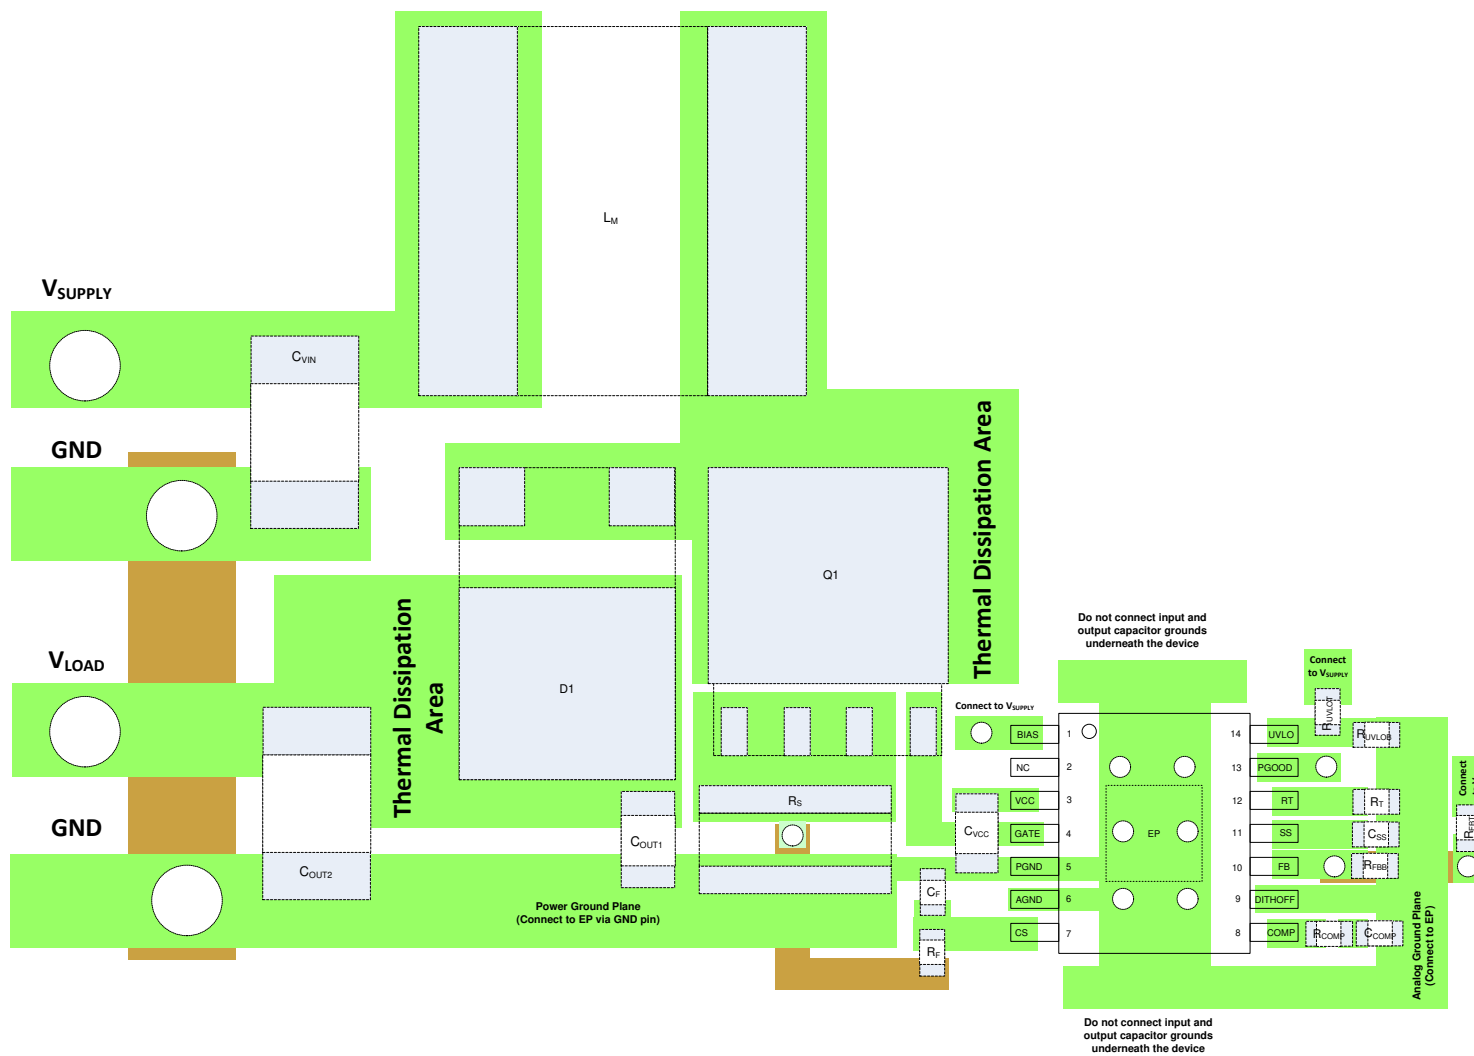 LM
VSUPPLY
CVIN
GND
Thermal Dissipation Area
Q1
Thermal Dissipation
Area
D1
VLOAD
GND
COUT2
COUT1
RS
Power Ground Plane
(Connect to EP via GND pin)
Do not connect input and
output capacitor grounds
underneath the device
Connect to VSUPPLY
BIAS
NC
VCC
GATE
PGND
AGND
CS
1
2
3
4
5
6
7
CVCC
CF
RF
EP
14
13
12
11
10
9
8
UVLO
PGOOD
RT
SS
FB
DITHOFF
COMP
Connect
to VSUPPLY
RUVLOT
RUVLOB
RT
CSS
RFBB
RCOMP
CCOMP
Analog Ground Plane
(Connect to EP)
Connect
RFBT
Do not connect input and
output capacitor grounds
underneath the device